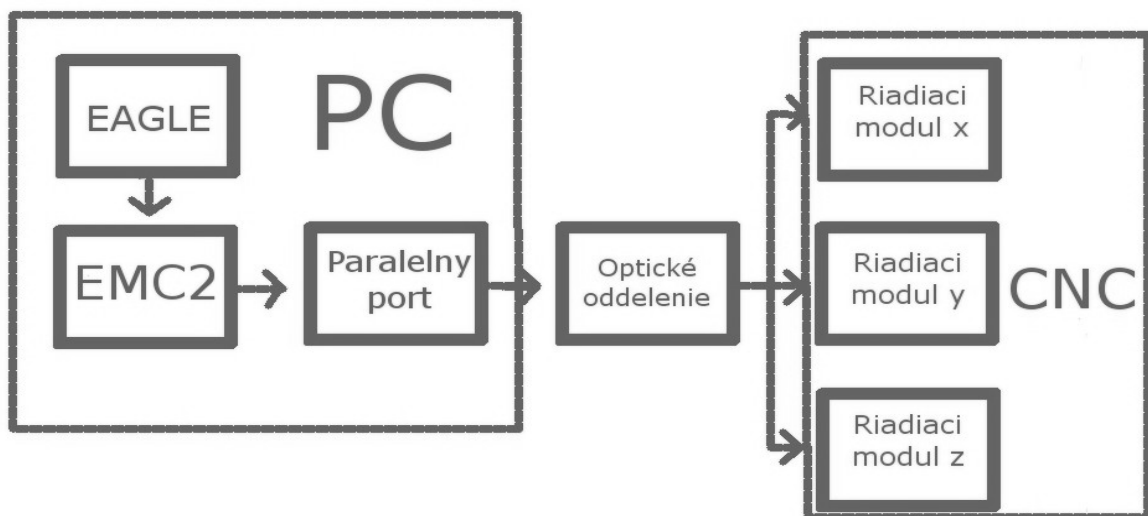 EAGLE
PC
EMC2
Paralelny
port
Optické
oddelenie
Riadiaci
modul x
Riadiaci
modul y
CNC
Riadiaci
modul z